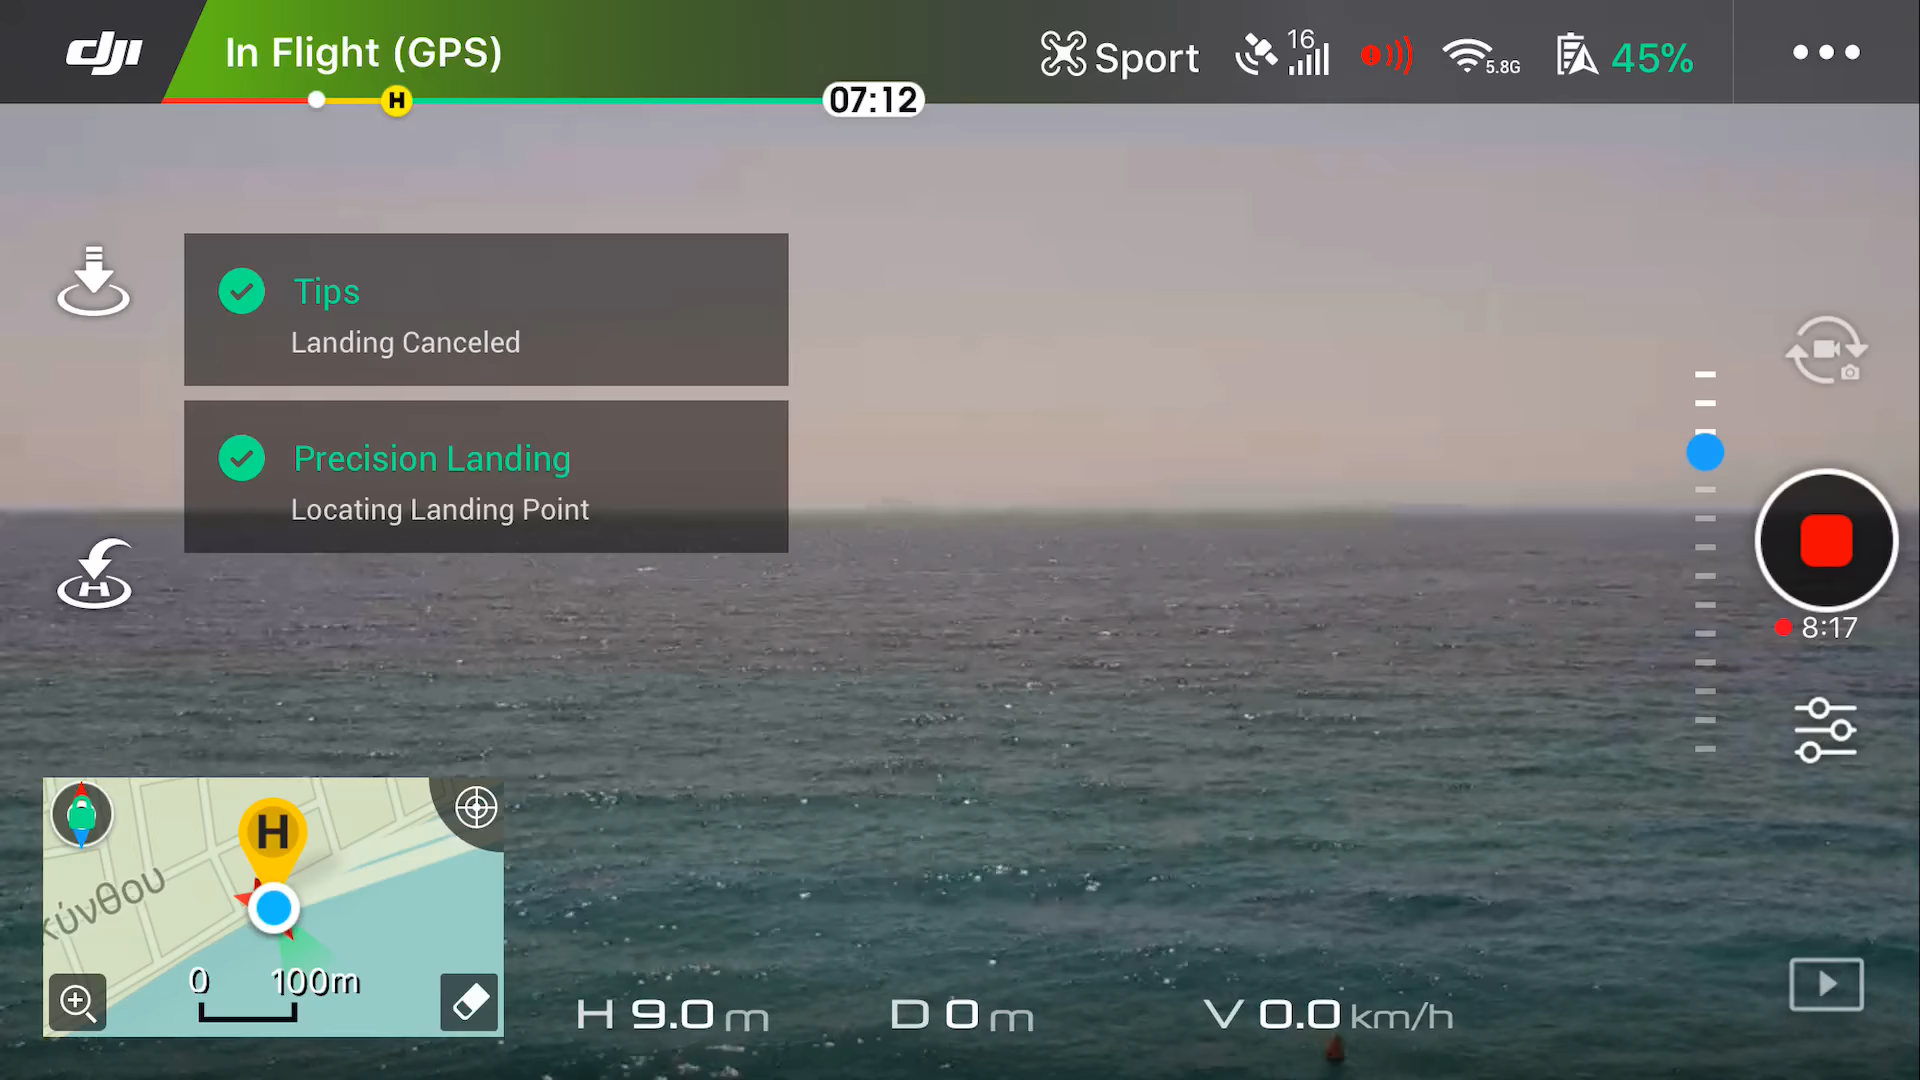 dji
In Flight (GPS)
Sport
16
5.8G
45%
H
07:12
Tips
Landing Canceled
Precision Landing
Locating Landing Point
H
8:17
H
κύνθου
0 100m
H 9.0 m
D 0 m
V 0.0 km/h